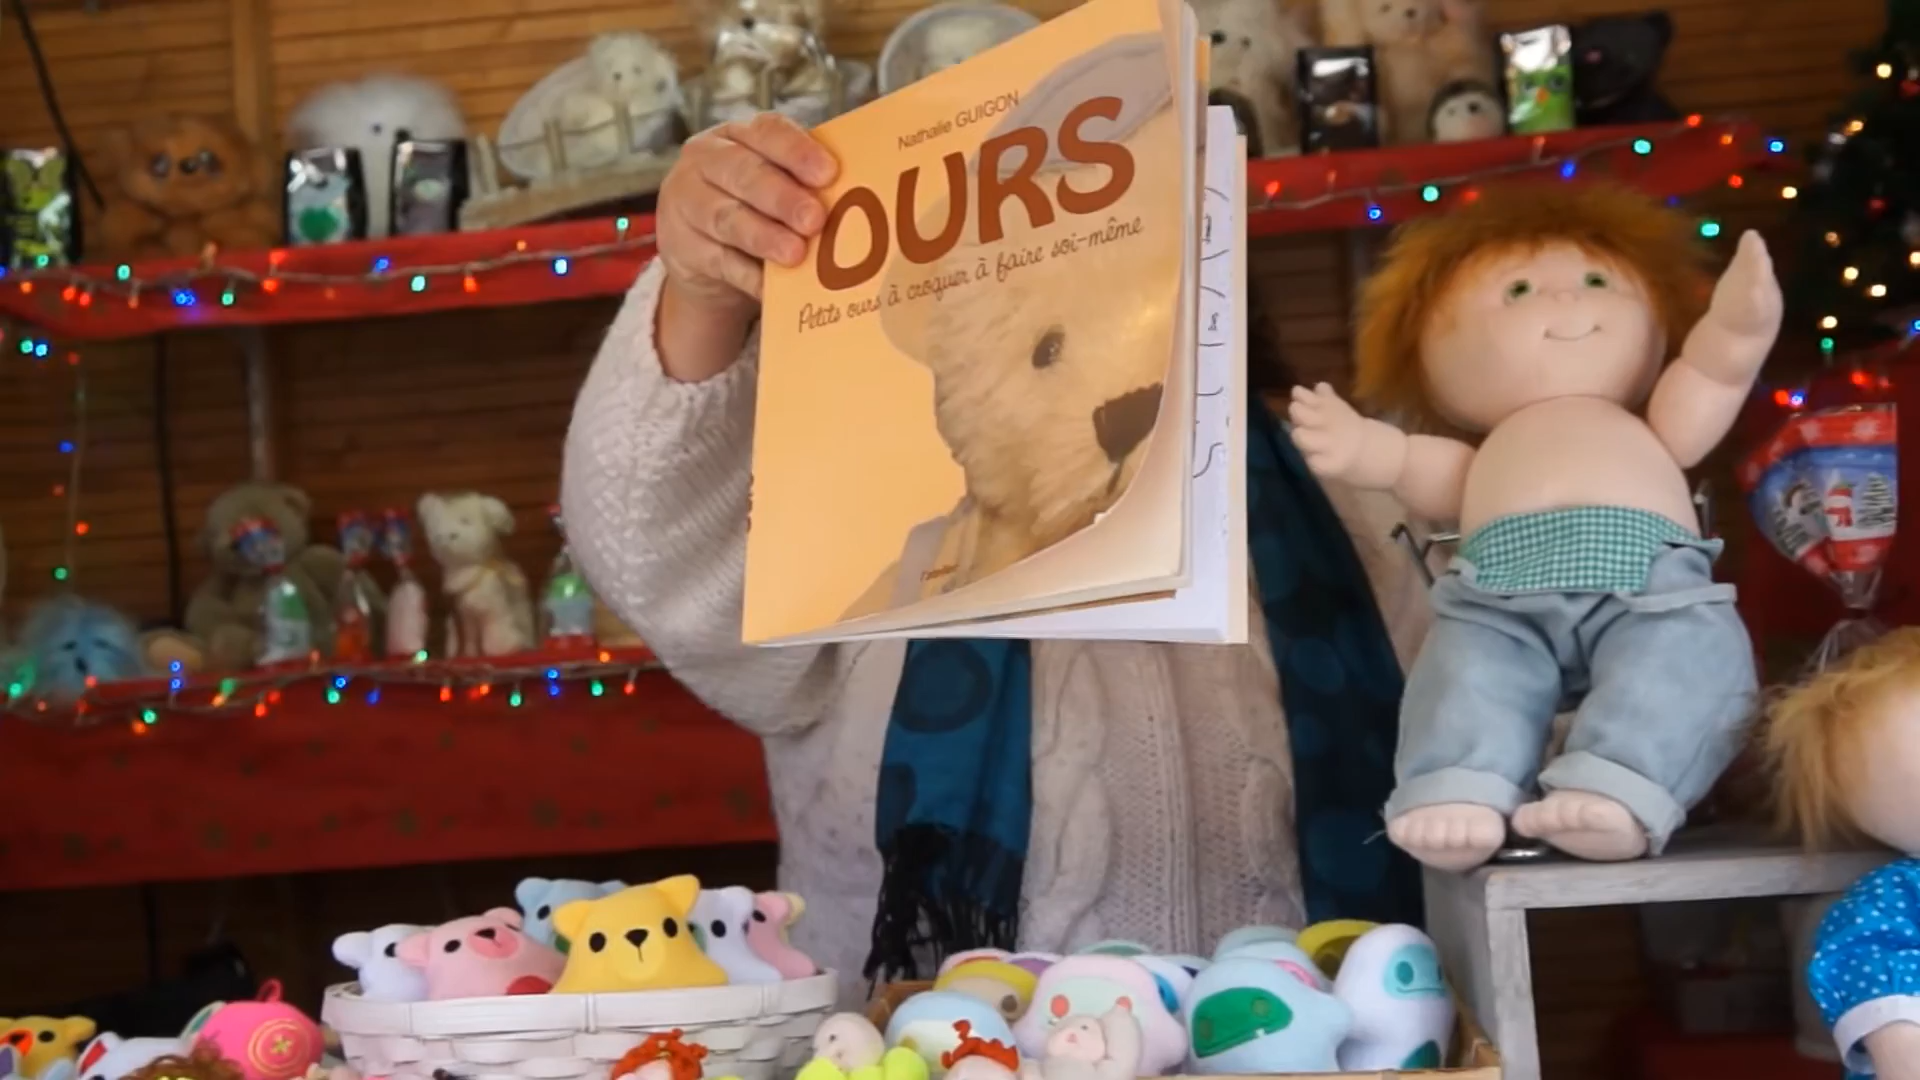 Nathalie GUIGON
OURS
Petits ours à croquer à faire soi-même